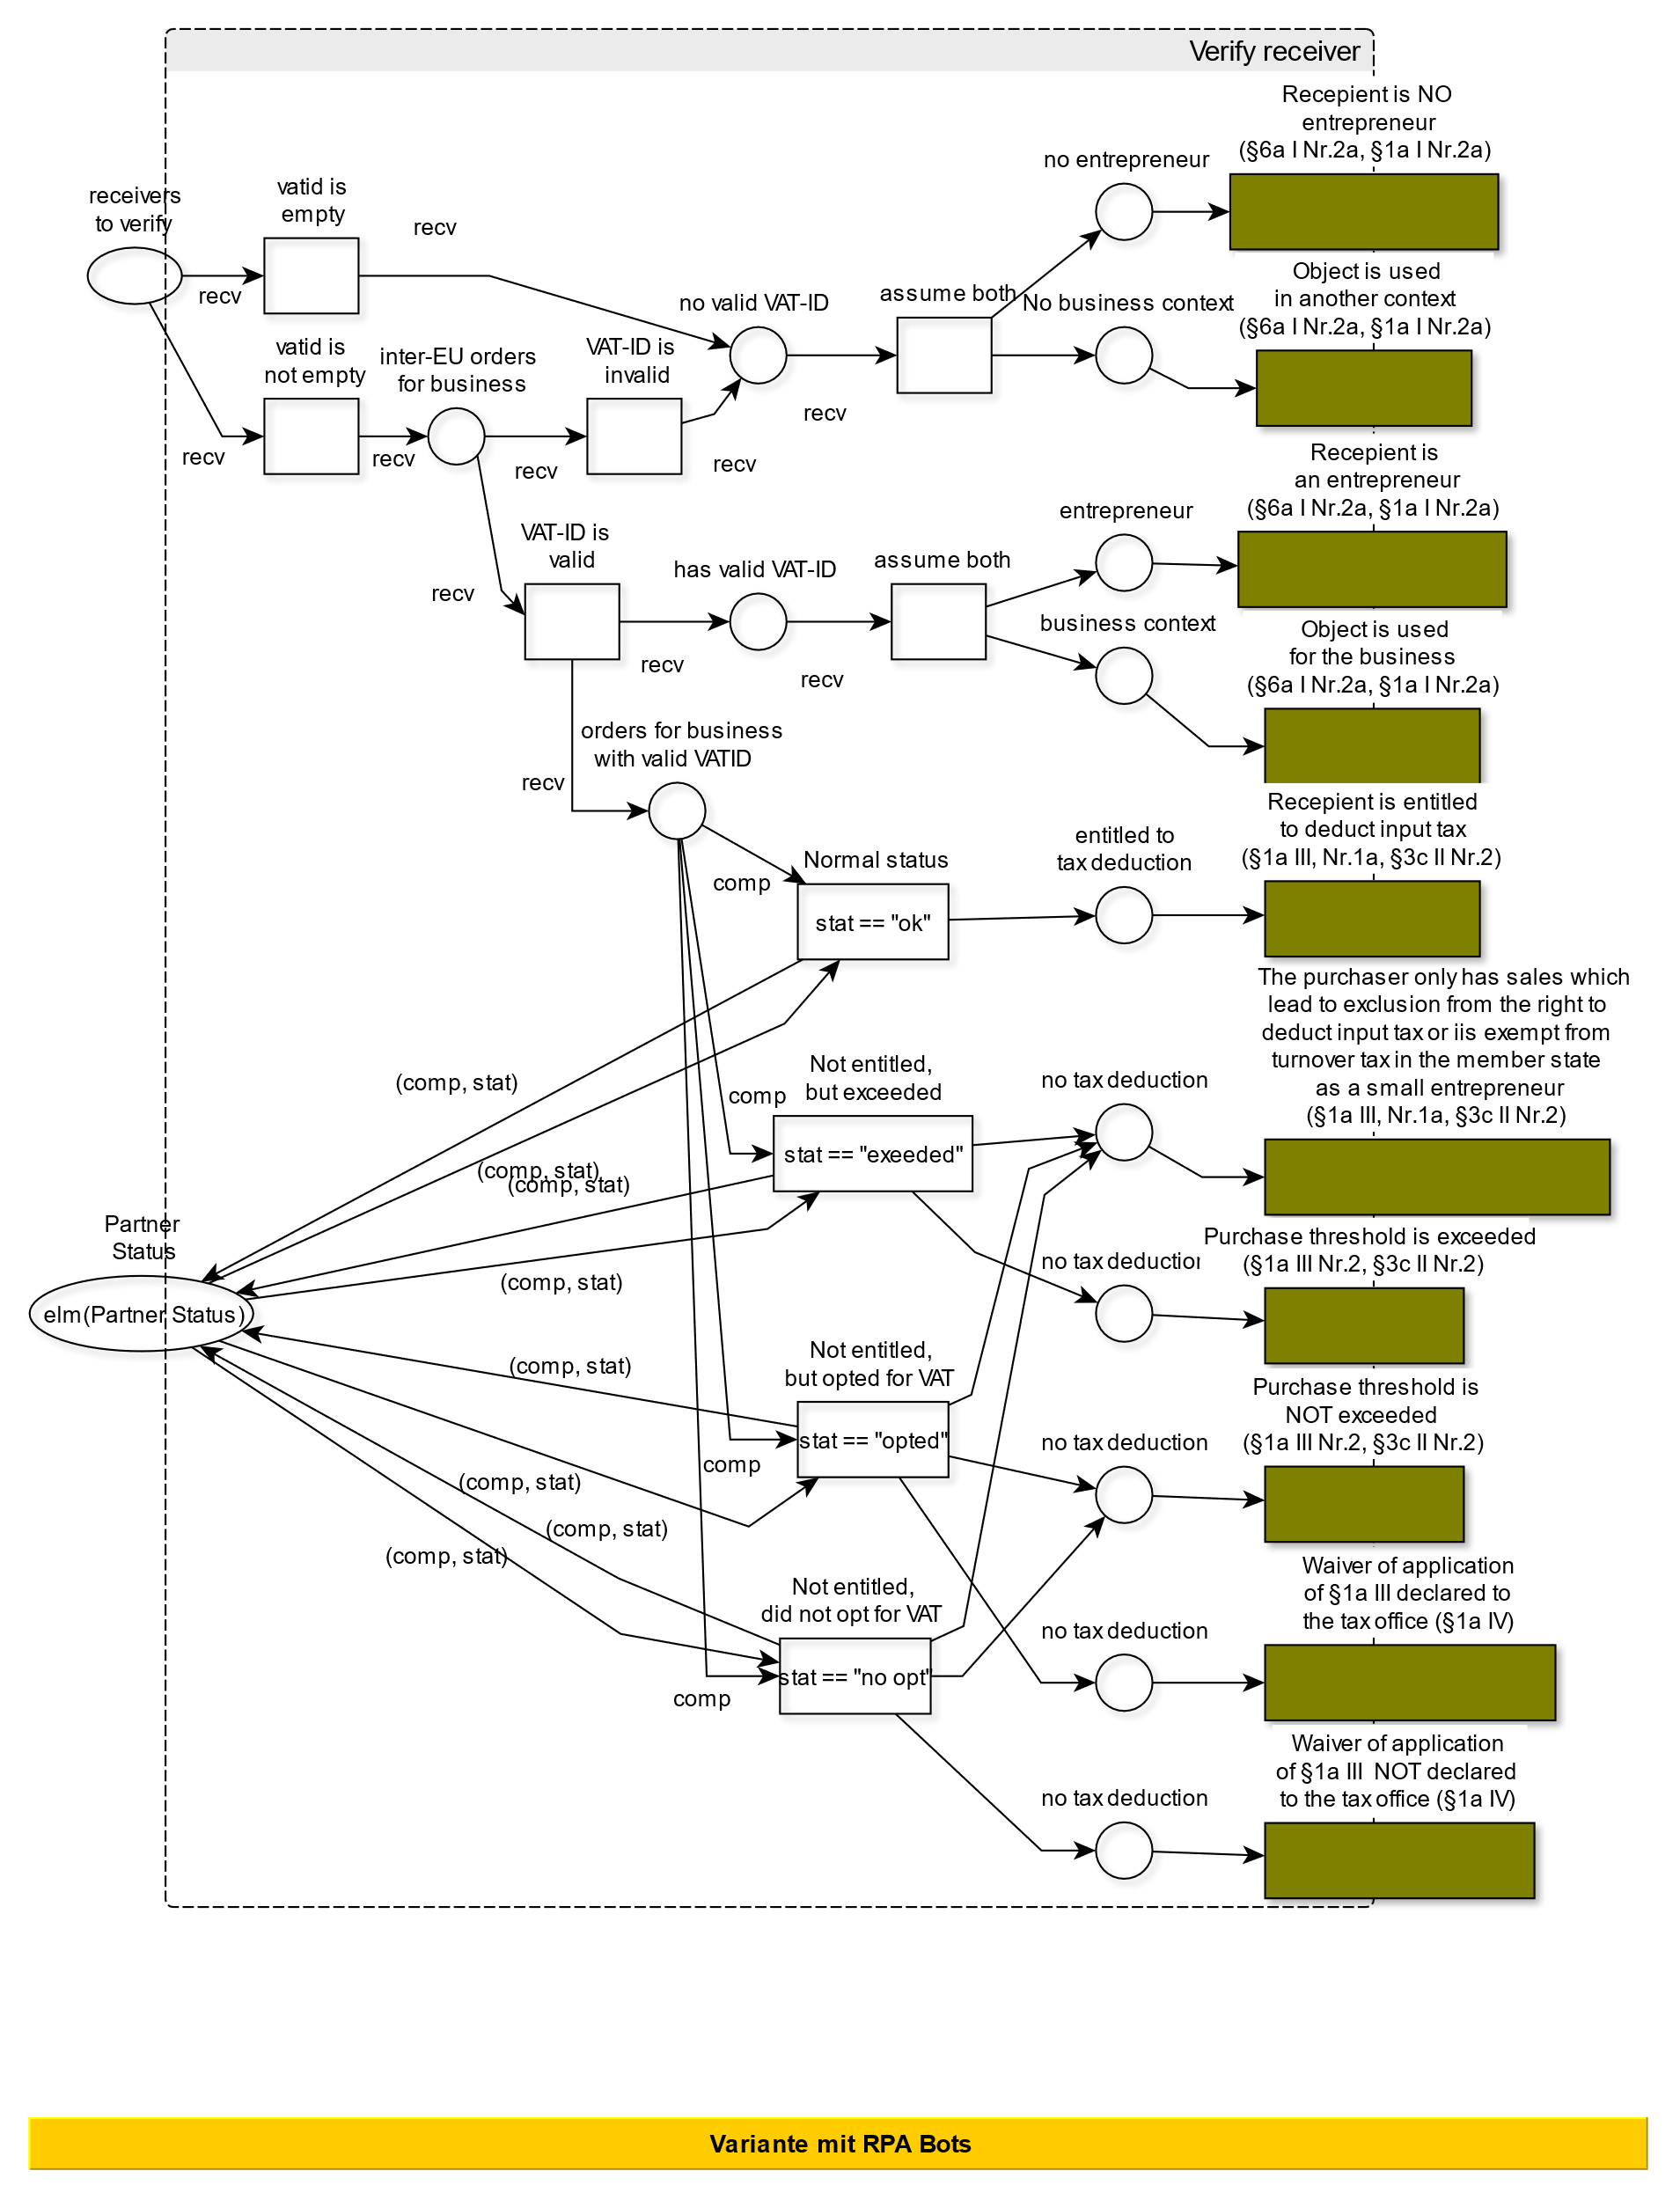 Verify receiver
Recepient is NO
entrepreneur
(§6a I Nr.2a, §1a I Nr.2a)
no entrepreneur
receivers
to verify
vatid is
empty
recv
recv
Object is used
in another context
(§6a I Nr.2a, §1a I Nr.2a)
no valid VAT-ID
assume both
No business context
vatid is
not empty
inter-EU orders
for business
VAT-ID is
invalid
recv
recv
recv
recv
recv
Recepient is
an entrepreneur
(§6a I Nr.2a, §1a I Nr.2a)
entrepreneur
VAT-ID is
valid
has valid VAT-ID
assume both
recv
business context
recv
recv
Object is used
for the business
(§6a I Nr.2a, §1a I Nr.2a)
orders for business
with valid VATID
recv
Recepient is entitled
to deduct input tax
(§1a III, Nr.1a, §3c II Nr.2)
entitled to
tax deduction
Normal status
comp
stat == "ok"
The purchaser only has sales which
lead to exclusion from the right to
deduct input tax or iis exempt from
turnover tax in the member state
as a small entrepreneur
(§1a III, Nr.1a, §3c II Nr.2)
(comp, stat)
Not entitled,
but exceeded
no tax deduction
comp
stat == "exeeded"
(comp, stat)
(comp, stat)
Partner
Status
elm(Partner Status)
(comp, stat)
no tax deduction
Purchase threshold is exceeded
(§1a III Nr.2, §3c II Nr.2)
(comp, stat)
Not entitled,
but opted for VAT
stat == "opted"
comp
no tax deduction
Purchase threshold is
NOT exceeded
(§1a III Nr.2, §3c II Nr.2)
(comp, stat)
(comp, stat)
(comp, stat)
Not entitled,
did not opt for VAT
stat == "no opt"
comp
no tax deduction
Waiver of application
of §1a III declared to
the tax office (§1a IV)
no tax deduction
Waiver of application
of §1a III NOT declared
to the tax office (§1a IV)
Variante mit RPA Bots